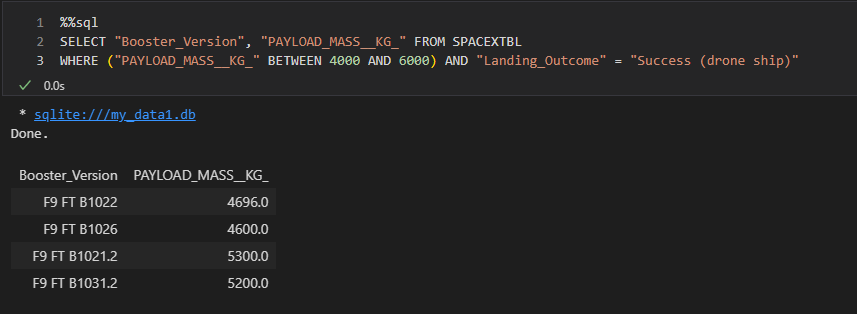 1 %%sql
2 SELECT "Booster_Version", "PAYLOAD_MASS__KG_" FROM SPACEXTBL
3 WHERE ("PAYLOAD_MASS__KG_" BETWEEN 4000 AND 6000) AND "Landing_Outcome" = "Success (drone ship)"
0.0s
* sqlite:///my_data1.db
Done.
Booster_Version PAYLOAD_MASS__KG_
F9 FT B1022 4696.0
F9 FT B1026 4600.0
F9 FT B1021.2 5300.0
F9 FT B1031.2 5200.0